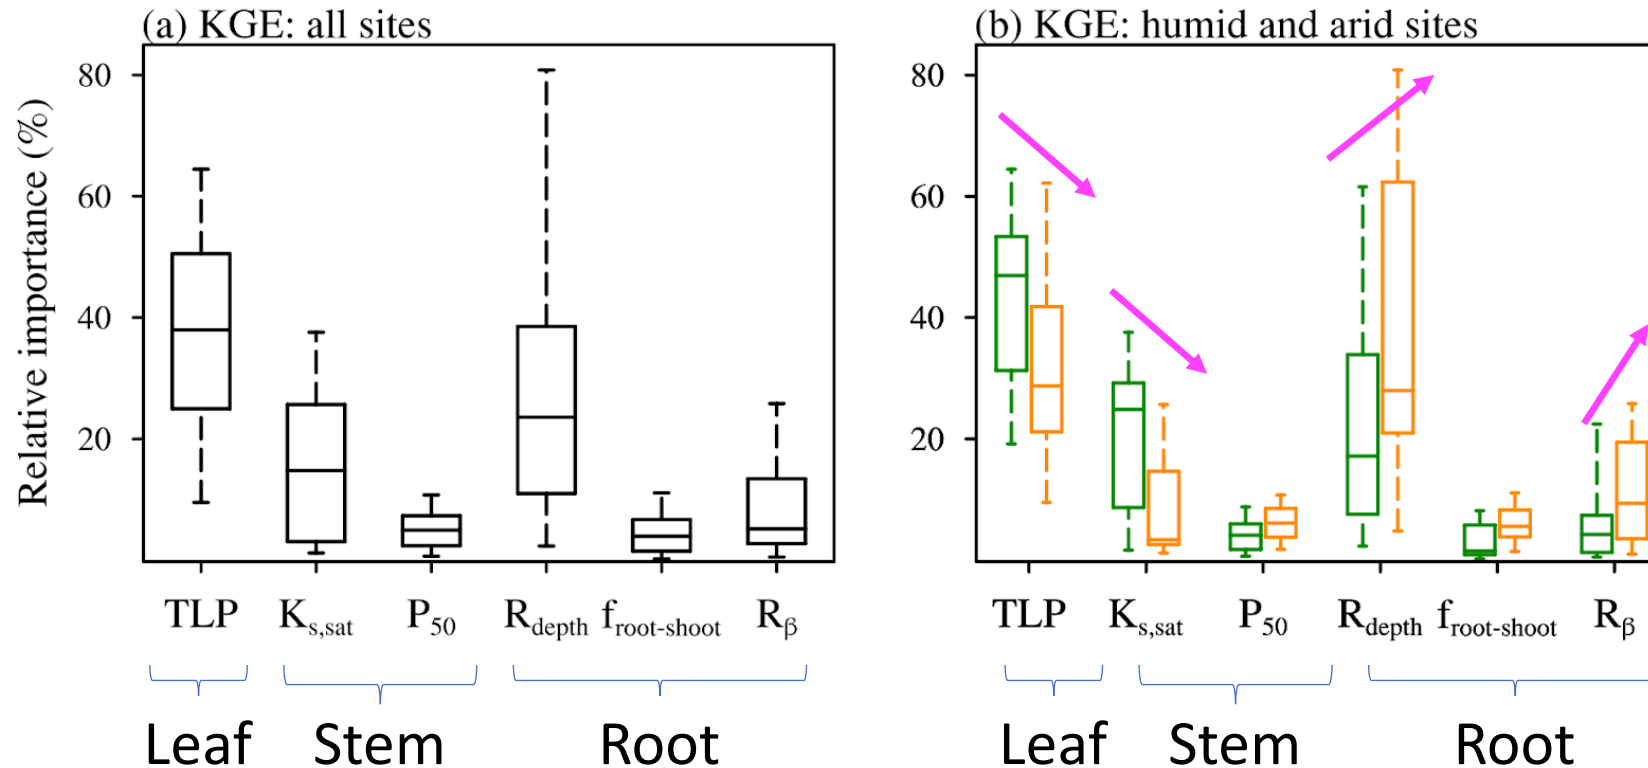 (a) KGE: all sites
Relative importance (%)
80
60
40
20
TLP Ks,sat P50 Rdepth froot-shoot Rβ
Leaf Stem Root
(b) KGE: humid and arid sites
80
60
40
20
TLP Ks,sat P50 Rdepth froot-shoot Rβ
Leaf Stem Root